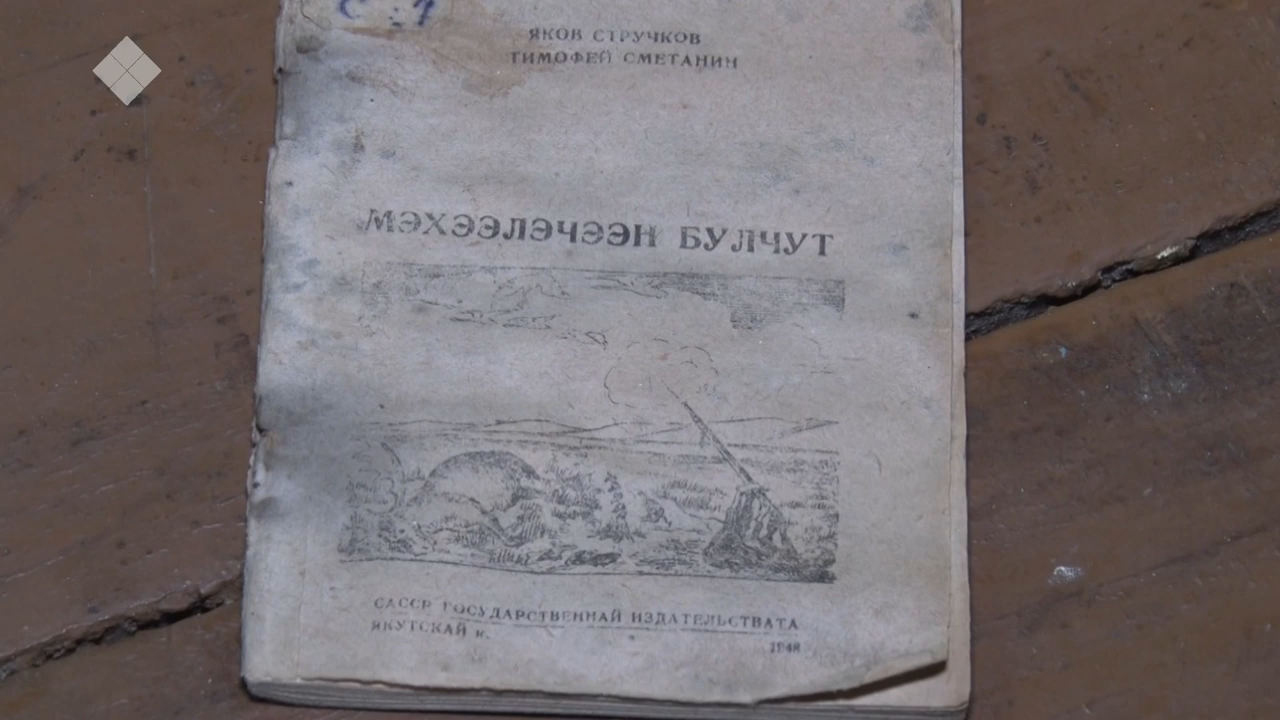 ЯКОВ СТРУЧКОВ
ТИМОФЕЙ СМЕТАНИН
МЭХЭЭЛЭЧЭЭН БУЛЧУТ
САССР ГОСУДАРСТВЕННАЙ ИЗДАТЕЛЬСТВАТА
ЯКУТСКАЙ к.
1948